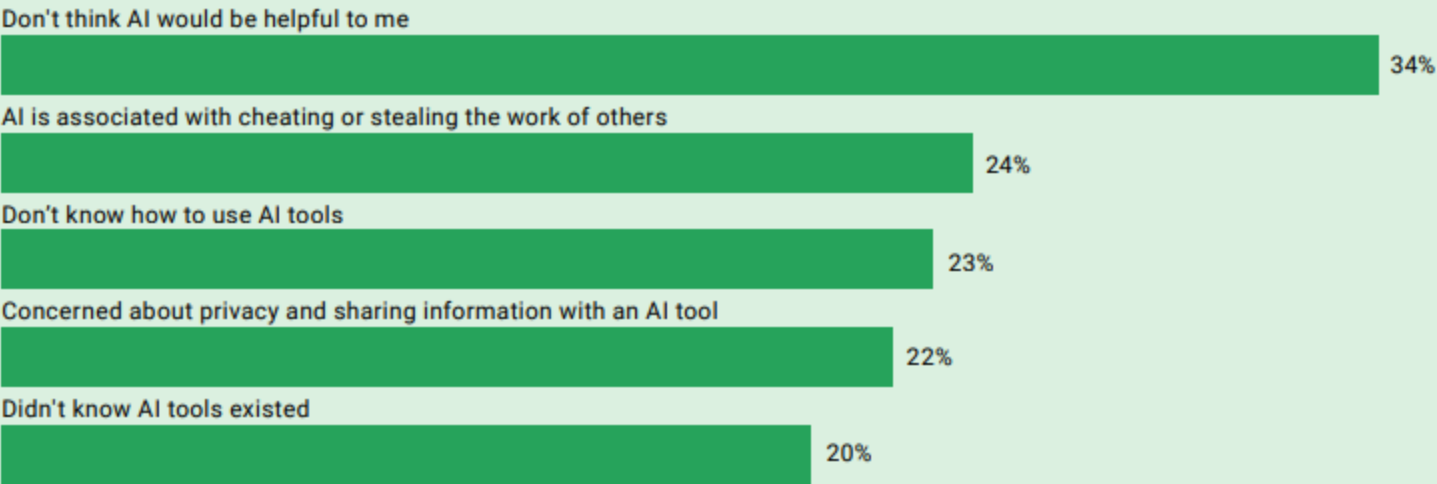 Don't think AI would be helpful to me
34%
AI is associated with cheating or stealing the work of others
24%
Don’t know how to use AI tools
23%
Concerned about privacy and sharing information with an AI tool
22%
Didn't know AI tools existed
20%